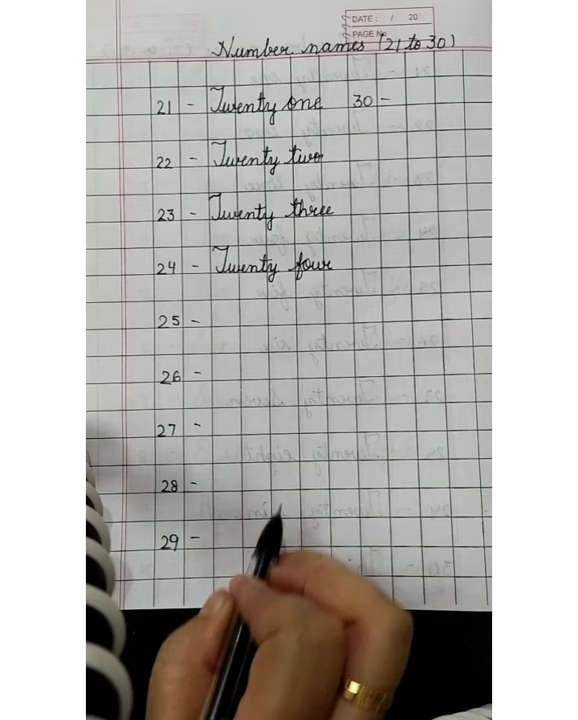 DATE: / 20
PAGE No
Number names (21 to 30)
21 - Twenty one 30 -
22 - Twenty two
23 - Twenty three
24 - Twenty four
25 -
26 -
27 -
28 -
29 -